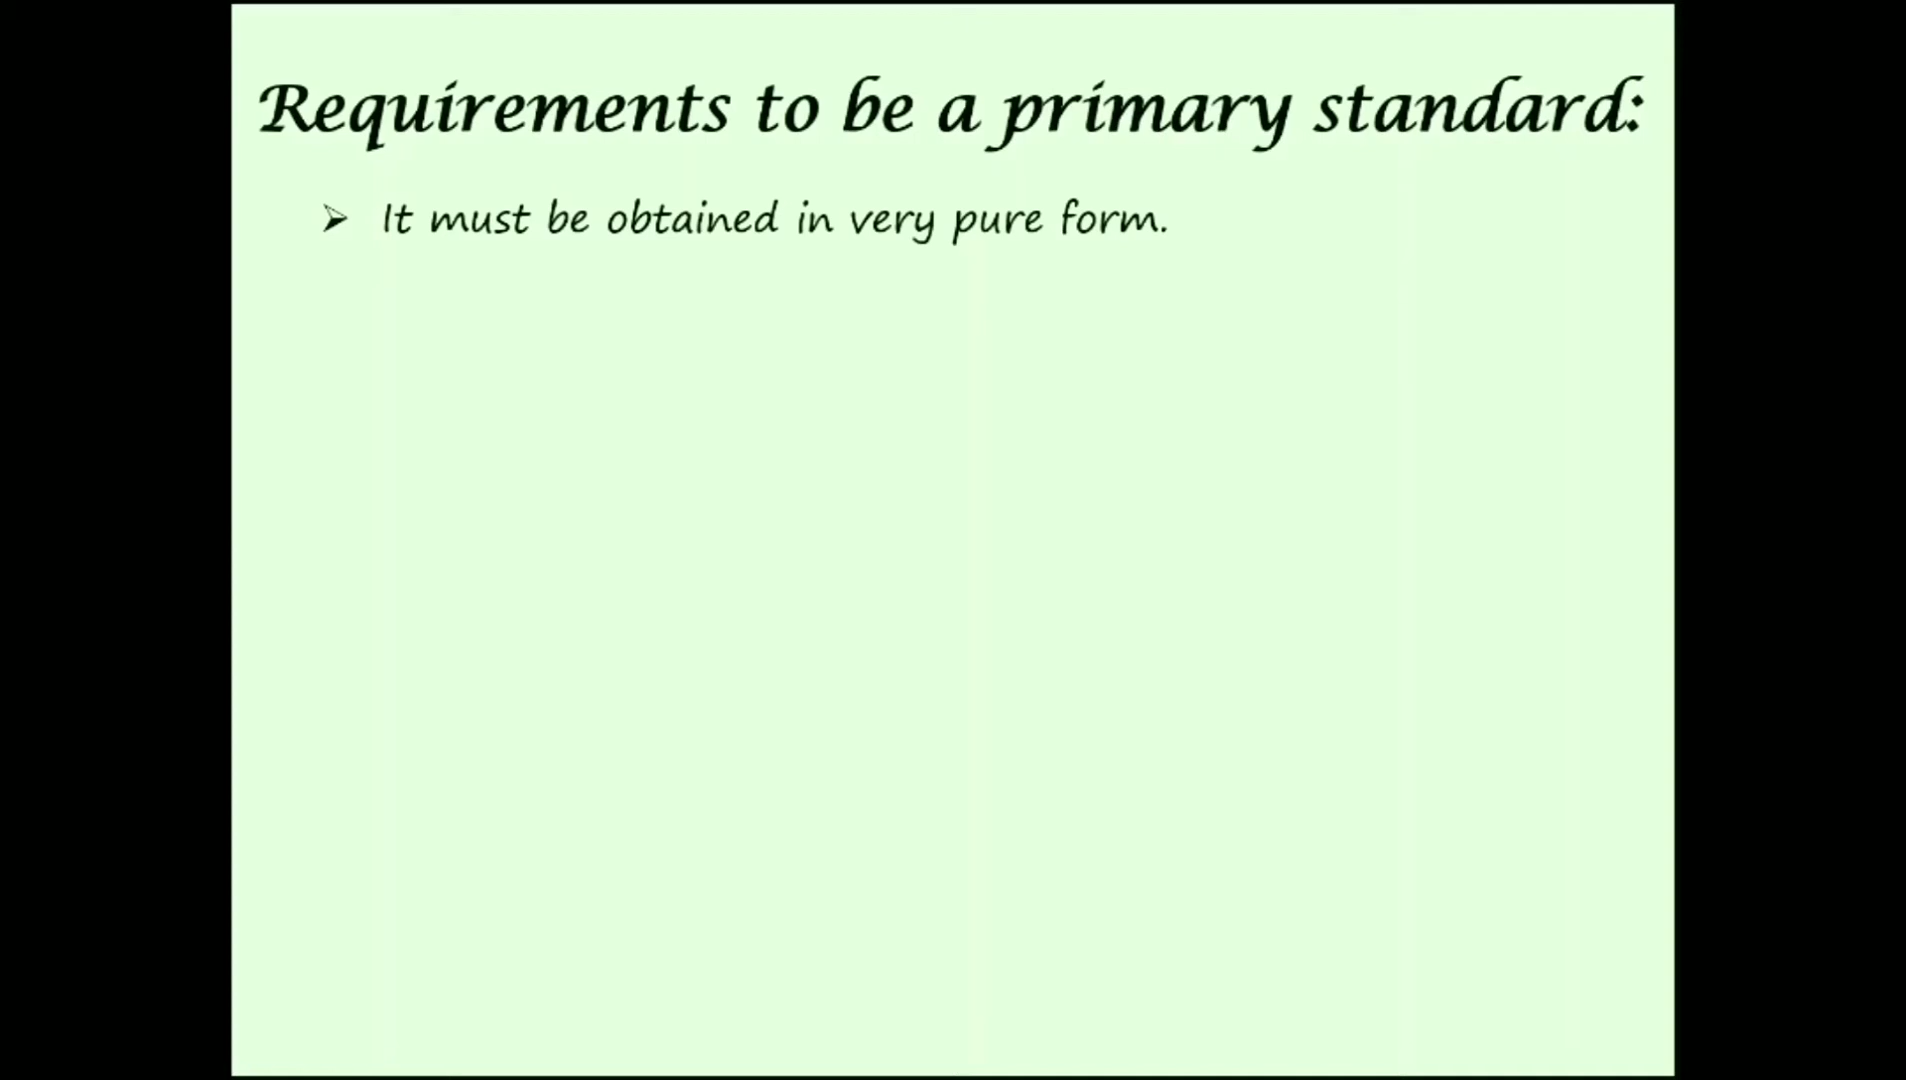 Requirements to be a primary standard:
➢ It must be obtained in very pure form.